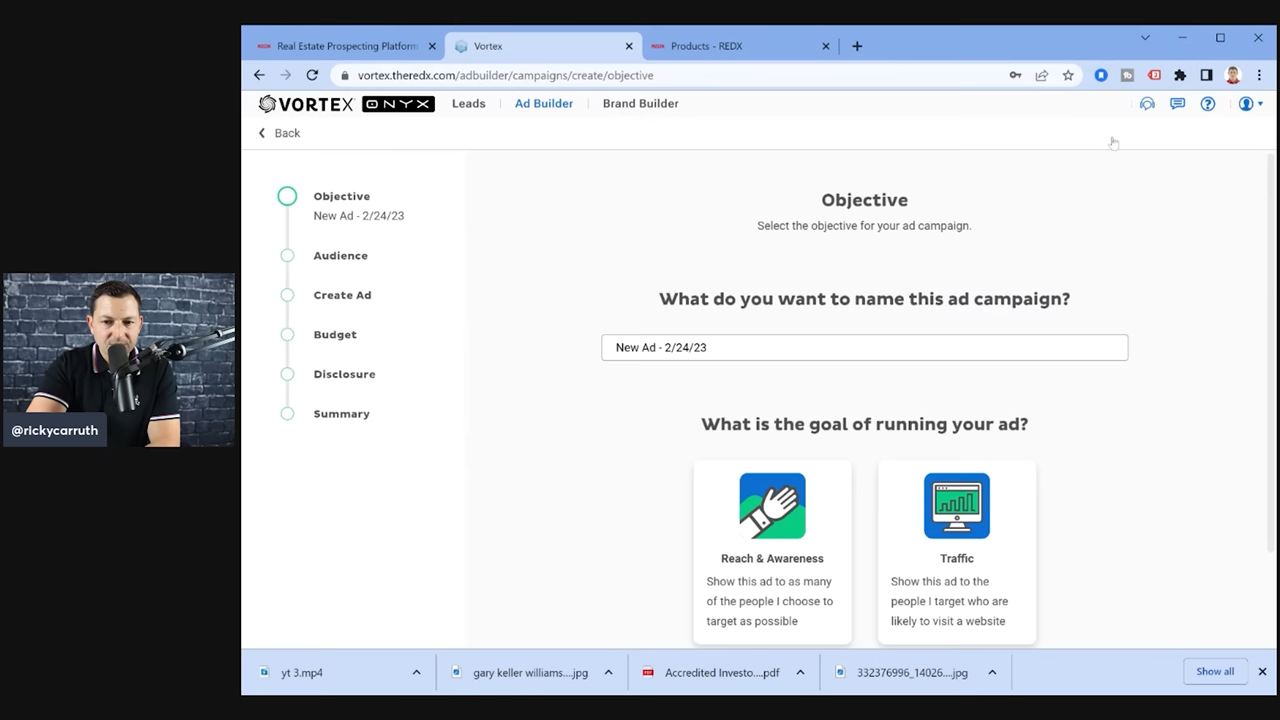 Real Estate Prospecting Platform
Vortex
Products - REDX
vortex.theredx.com/adbuilder/campaigns/create/objective
VORTEX ONYX
Leads
Ad Builder
Brand Builder
Back
Objective
New Ad - 2/24/23
Audience
Create Ad
Budget
Disclosure
Summary
Objective
Select the objective for your ad campaign.
What do you want to name this ad campaign?
New Ad - 2/24/23
What is the goal of running your ad?
Reach & Awareness
Show this ad to as many
of the people I choose to
target as possible
Traffic
Show this ad to the
people I target who are
likely to visit a website
@rickycarruth
yt 3.mp4
gary keller williams....jpg
Accredited Investo....pdf
332376996_14026....jpg
Show all